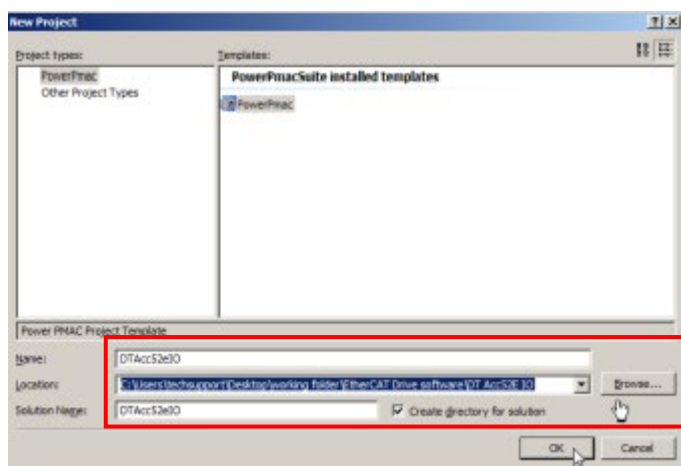 New Project
Project types:
Templates:
PowerPmac
Other Project Types
PowerPmacSuite installed templates
PowerPmac
Power PMAC Project Template
Name:
DTAcc52eIO
Location:
C:\Users\techsupport\Desktop\working folder\EtherCAT Drive software\DT Acc52E IO
Browse...
Solution Name:
DTAcc52eIO
Create directory for solution
OK
Cancel